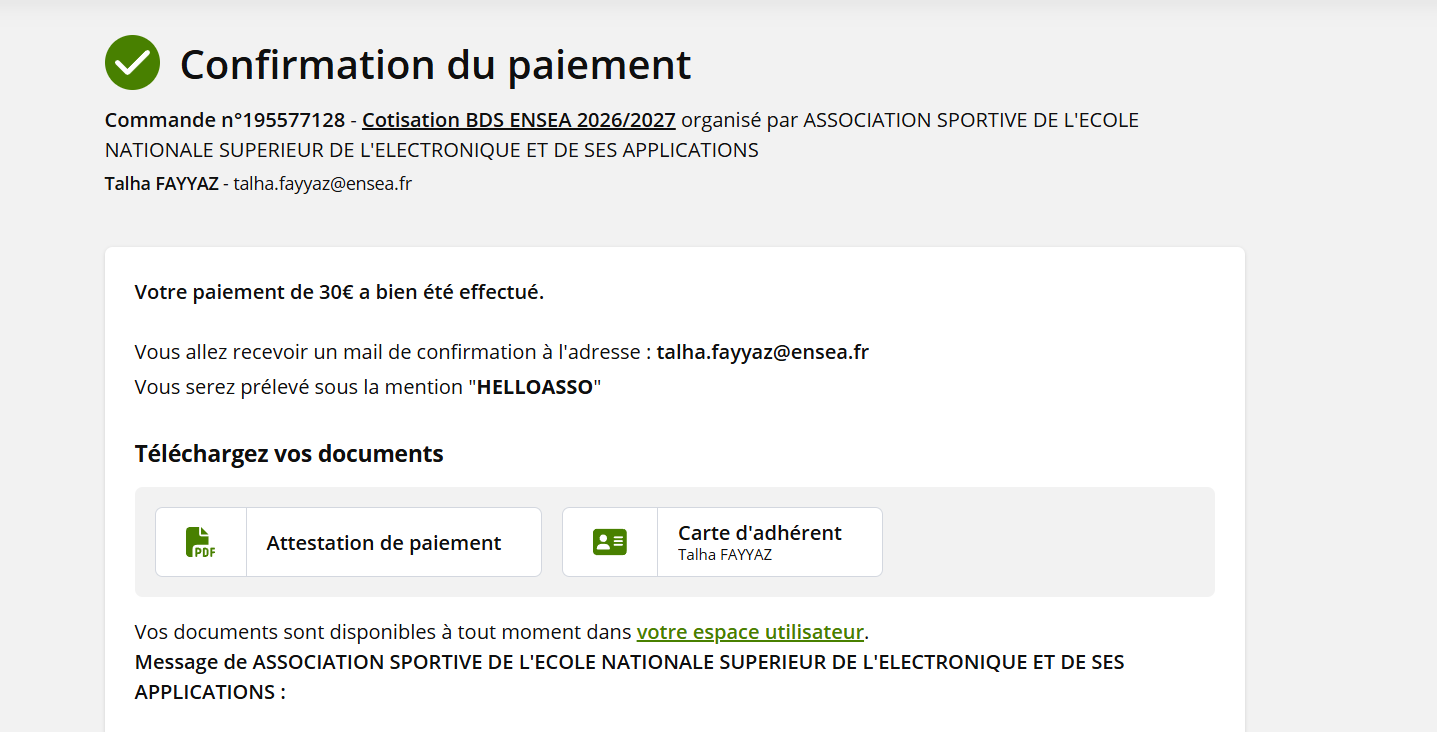 Confirmation du paiement
Commande n°195577128 - Cotisation BDS ENSEA 2026/2027 organisé par ASSOCIATION SPORTIVE DE L'ECOLE
NATIONALE SUPERIEUR DE L'ELECTRONIQUE ET DE SES APPLICATIONS
Talha FAYYAZ - talha.fayyaz@ensea.fr
Votre paiement de 30€ a bien été effectué.
Vous allez recevoir un mail de confirmation à l'adresse : talha.fayyaz@ensea.fr
Vous serez prélevé sous la mention "HELLOASSO"
Téléchargez vos documents
PDF
Attestation de paiement
Carte d'adhérent
Talha FAYYAZ
Vos documents sont disponibles à tout moment dans votre espace utilisateur.
Message de ASSOCIATION SPORTIVE DE L'ECOLE NATIONALE SUPERIEUR DE L'ELECTRONIQUE ET DE SES
APPLICATIONS :